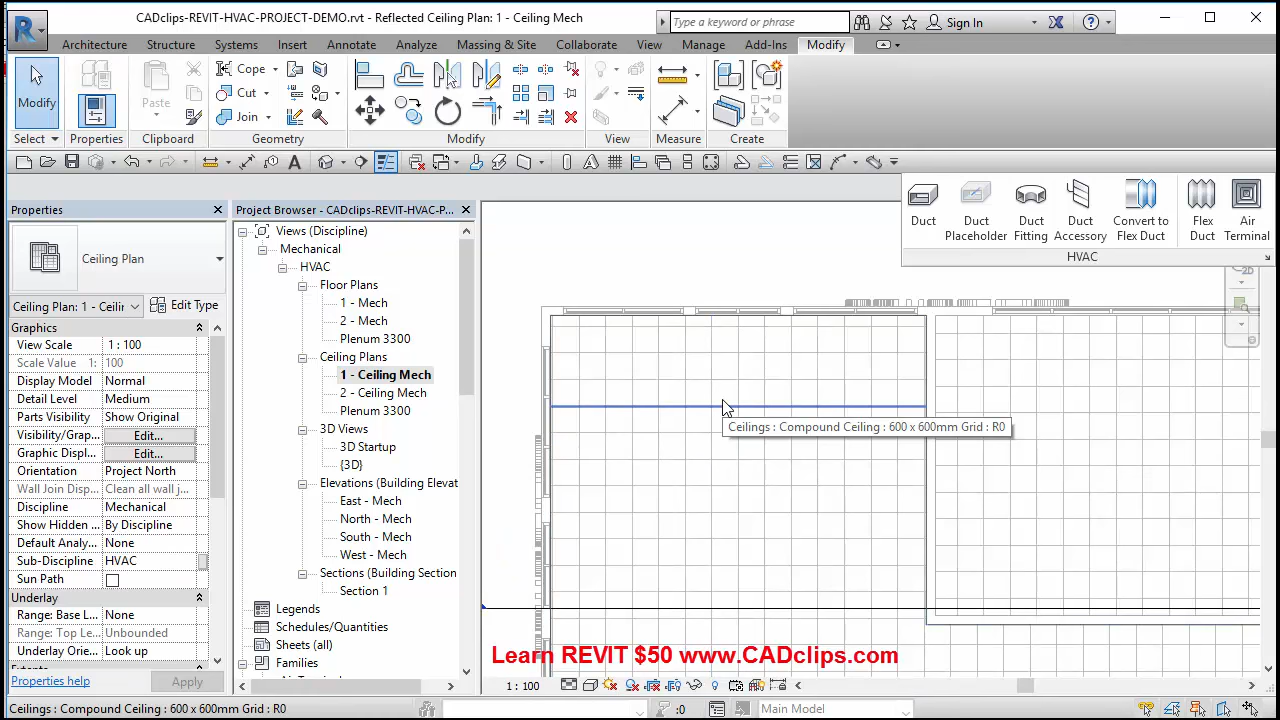 CADclips-REVIT-HVAC-PROJECT-DEMO.rvt - Reflected Ceiling Plan: 1 - Ceiling Mech
Type a keyword or phrase
Sign In
Architecture Structure Systems Insert Annotate Analyze Massing & Site Collaborate View Manage Add-Ins Modify
Modify
Paste
Cope
Cut
Join
Select Properties Clipboard Geometry Modify View Measure Create
Duct
Duct Placeholder
Duct Fitting
Duct Accessory
Convert to Flex Duct
Flex Duct
Air Terminal
HVAC
Properties
Ceiling Plan
Ceiling Plan: 1 - Ceilir
Edit Type
Graphics
View Scale 1 : 100
Scale Value 1: 100
Display Model Normal
Detail Level Medium
Parts Visibility Show Original
Visibility/Grap... Edit...
Graphic Displ... Edit...
Orientation Project North
Wall Join Disp... Clean all wall j...
Discipline Mechanical
Show Hidden ... By Discipline
Default Analy... None
Sub-Discipline HVAC
Sun Path
Underlay
Range: Base L... None
Range: Top Le... Unbounded
Underlay Orie... Look up
Properties help
Apply
Project Browser - CADclips-REVIT-HVAC-P...
Views (Discipline)
Mechanical
HVAC
Floor Plans
1 - Mech
2 - Mech
Plenum 3300
Ceiling Plans
1 - Ceiling Mech
2 - Ceiling Mech
Plenum 3300
3D Views
3D Startup
{3D}
Elevations (Building Elevat
East - Mech
North - Mech
South - Mech
West - Mech
Sections (Building Section
Section 1
Legends
Schedules/Quantities
Sheets (all)
Families
Ceilings : Compound Ceiling : 600 x 600mm Grid : R0
Learn REVIT $50 www.CADclips.com
1 : 100
Ceilings : Compound Ceiling : 600 x 600mm Grid : R0
:0
Main Model